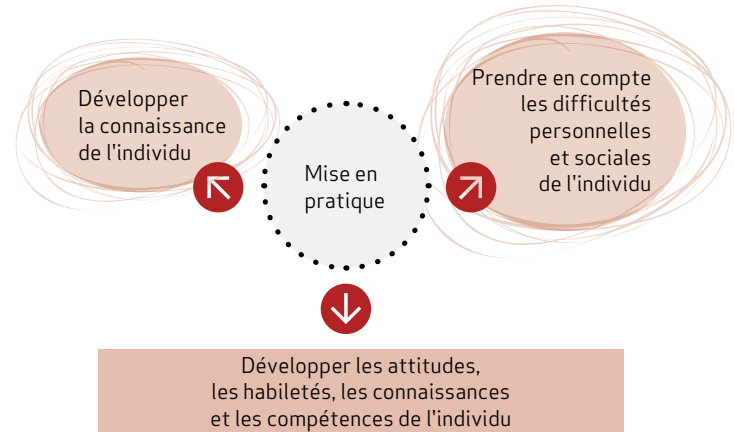 Développer
la connaissance
de l'individu
Mise en
pratique
Prendre en compte
les difficultés
personnelles
et sociales
de l'individu
Développer les attitudes,
les habiletés, les connaissances
et les compétences de l'individu